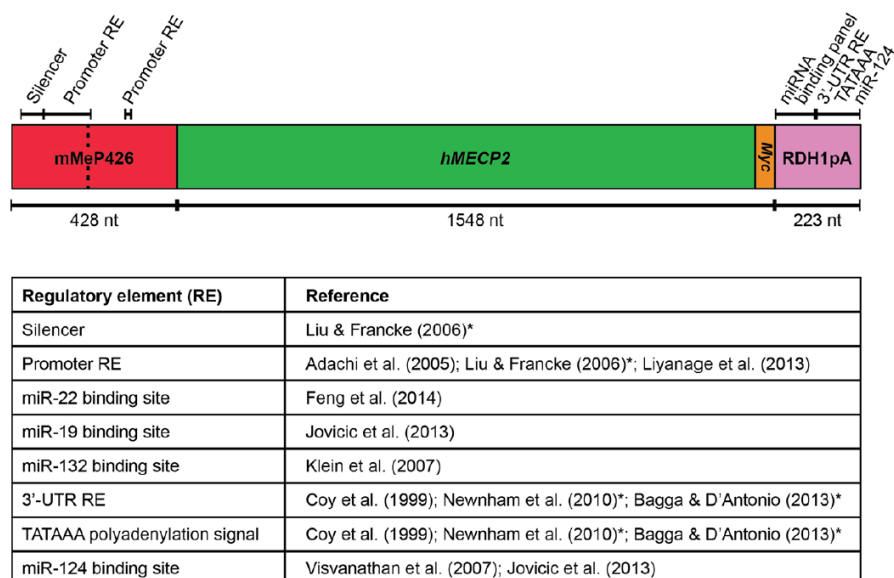 Silencer
Promoter RE
Promoter RE
miRNA
binding panel
3'-UTR RE
TATAAA
miR-124
mMeP426
hMECP2
Myc
RDH1pA
428 nt
1548 nt
223 nt
Regulatory element (RE) Reference
Silencer Liu & Francke (2006)*
Promoter RE Adachi et al. (2005); Liu & Francke (2006)*; Liyanage et al. (2013)
miR-22 binding site Feng et al. (2014)
miR-19 binding site Jovicic et al. (2013)
miR-132 binding site Klein et al. (2007)
3'-UTR RE Coy et al. (1999); Newnham et al. (2010)*; Bagga & D'Antonio (2013)*
TATAAA polyadenylation signal Coy et al. (1999); Newnham et al. (2010)*; Bagga & D'Antonio (2013)*
miR-124 binding site Visvanathan et al. (2007); Jovicic et al. (2013)